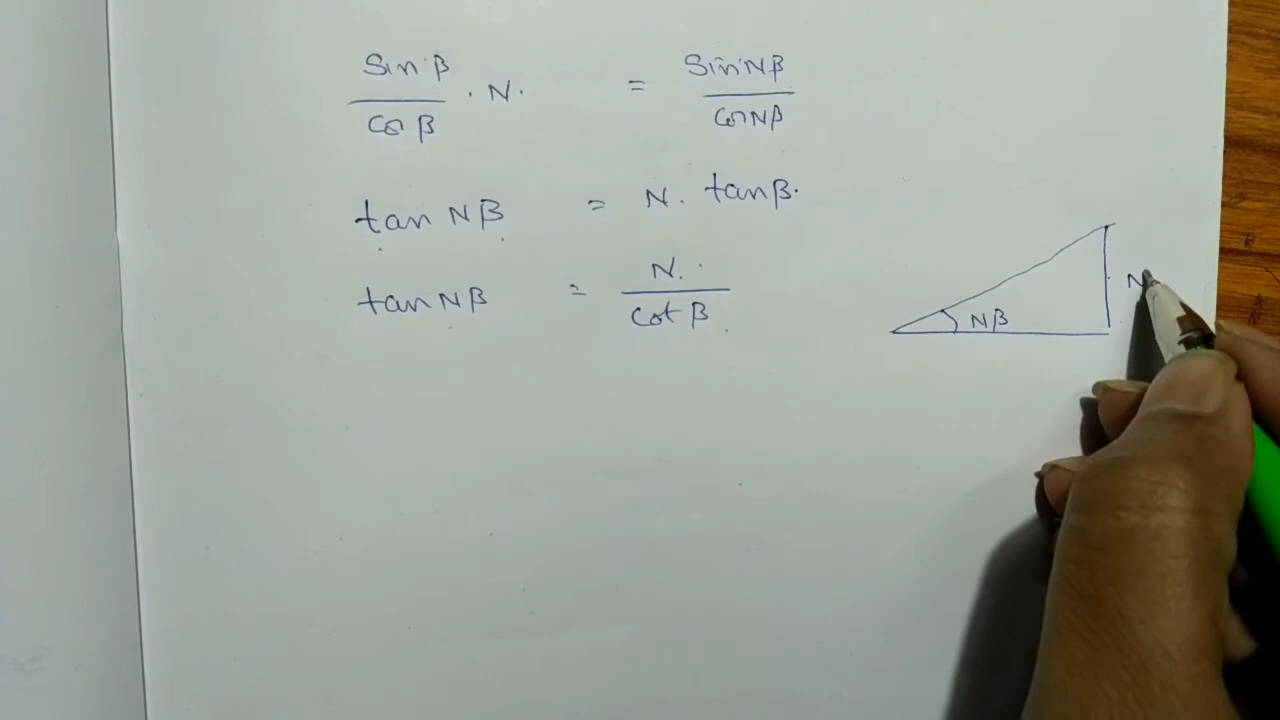 Sin β / cos β . N. = Sin Nβ / cos Nβ
tan Nβ = N. tan β.
tan Nβ = N. / cot β
Nβ
N